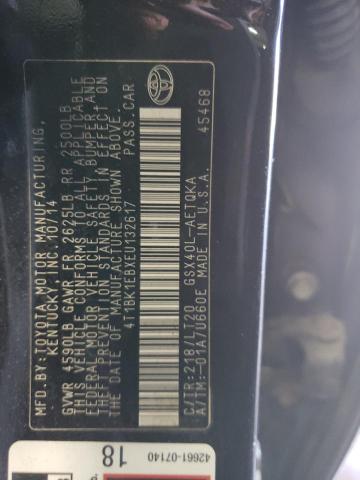 MFD.BY:TOYOTA MOTOR MANUFACTURING,
KENTUCKY, INC. 10/14
GVWR 4590LB GAWR FR 2625LB RR 2500LB
THIS VEHICLE CONFORMS TO ALL APPLICABLE
FEDERAL MOTOR VEHICLE SAFETY, BUMPER AND
THEFT PREVENTION STANDARDS IN EFFECT ON
THE DATE OF MANUFACTURE SHOWN ABOVE.
4T1BK1EBXEU132617 PASS.CAR
C/TR:218/LT20 GSX40L-AETQKA
A/TM:-01A/U660E MADE IN U.S.A. 45468
42661-07140
18